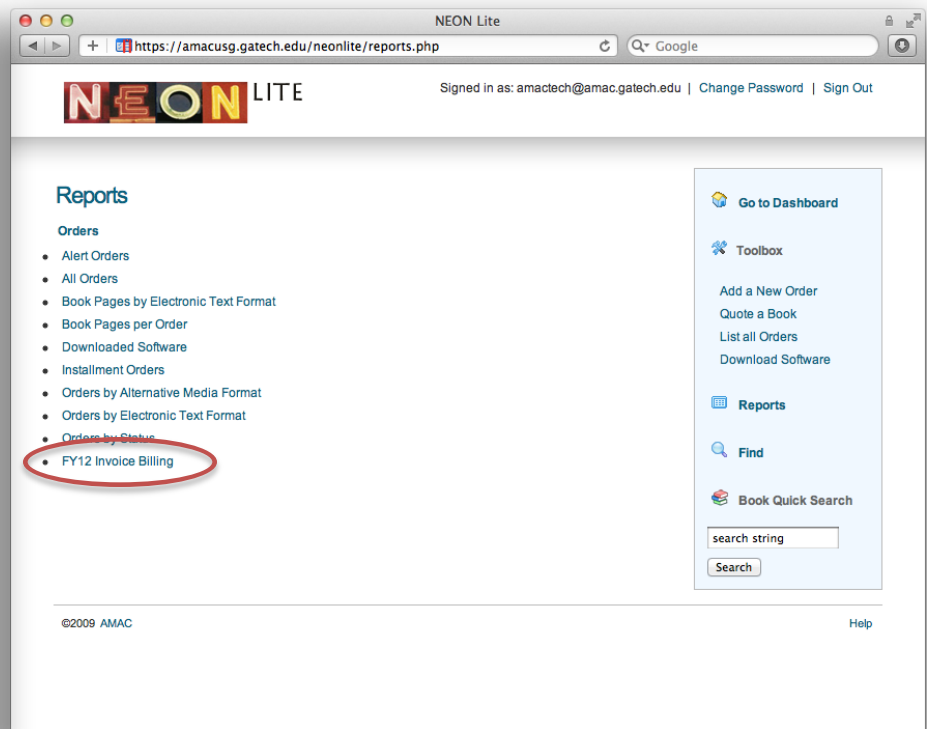 NEON Lite
https://amacusg.gatech.edu/neonlite/reports.php
Google
NEON LITE
Signed in as: amactech@amac.gatech.edu | Change Password | Sign Out
Reports
Orders
Alert Orders
All Orders
Book Pages by Electronic Text Format
Book Pages per Order
Downloaded Software
Installment Orders
Orders by Alternative Media Format
Orders by Electronic Text Format
Orders by Status
FY12 Invoice Billing
Go to Dashboard
Toolbox
Add a New Order
Quote a Book
List all Orders
Download Software
Reports
Find
Book Quick Search
search string
Search
©2009 AMAC
Help